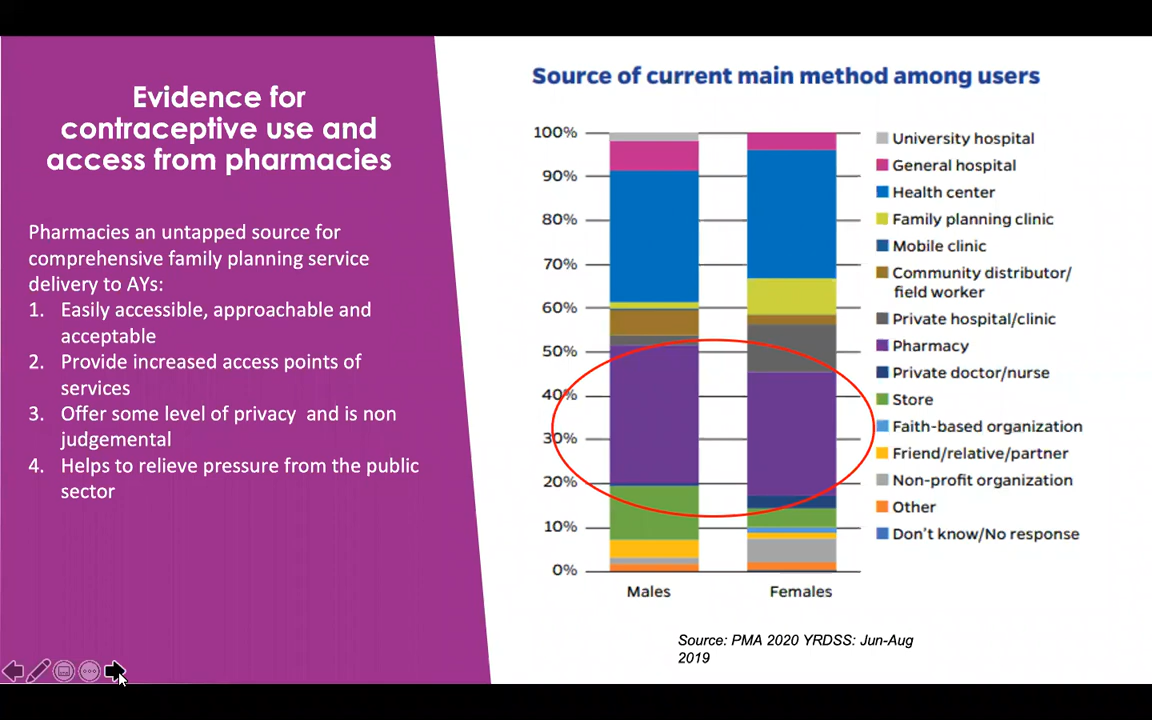 Evidence for
contraceptive use and
access from pharmacies
Pharmacies an untapped source for
comprehensive family planning service
delivery to AYs:
1. Easily accessible, approachable and
acceptable
2. Provide increased access points of
services
3. Offer some level of privacy and is non
judgemental
4. Helps to relieve pressure from the public
sector
Source of current main method among users
100%
90%
80%
70%
60%
50%
40%
30%
20%
10%
0%
Males
Females
University hospital
General hospital
Health center
Family planning clinic
Mobile clinic
Community distributor/
field worker
Private hospital/clinic
Pharmacy
Private doctor/nurse
Store
Faith-based organization
Friend/relative/partner
Non-profit organization
Other
Don't know/No response
Source: PMA 2020 YRDSS: Jun-Aug
2019